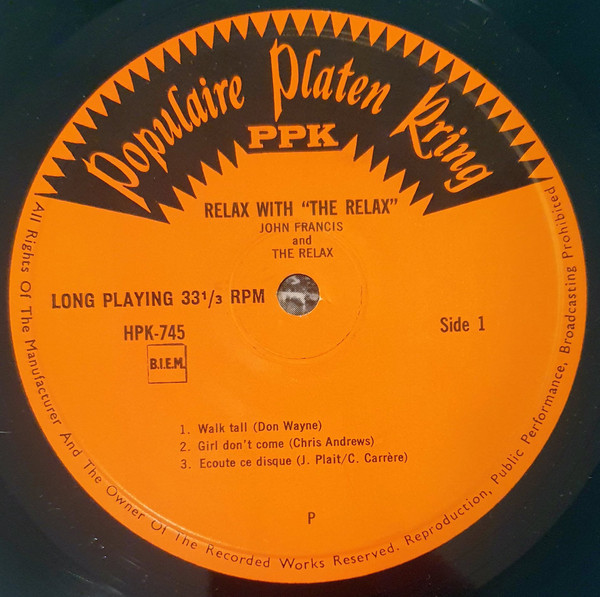 Populaire Platen Kring
PPK
RELAX WITH "THE RELAX"
JOHN FRANCIS
and
THE RELAX
LONG PLAYING 33 1/3 RPM
HPK-745
Side 1
B.I.E.M.
1. Walk tall (Don Wayne)
2. Girl don't come (Chris Andrews)
3. Ecoute ce disque (J. Plait/C. Carrère)
P
All Rights Of The Manufacturer And The Owner Of The Recorded Works Reserved. Reproduction, Public Performance, Broadcasting Prohibited